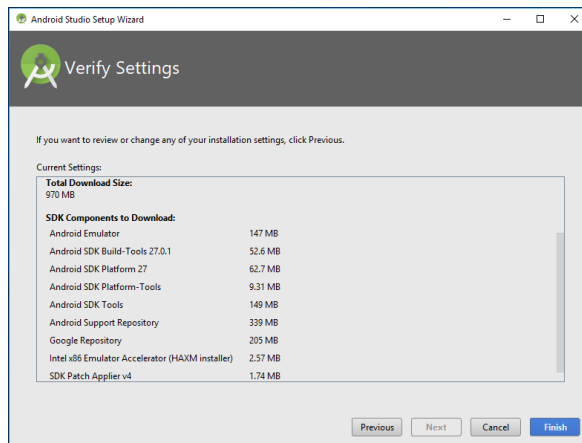 Android Studio Setup Wizard
Verify Settings
If you want to review or change any of your installation settings, click Previous.
Current Settings:
Total Download Size:
970 MB
SDK Components to Download:
Android Emulator 147 MB
Android SDK Build-Tools 27.0.1 52.6 MB
Android SDK Platform 27 62.7 MB
Android SDK Platform-Tools 9.31 MB
Android SDK Tools 149 MB
Android Support Repository 339 MB
Google Repository 205 MB
Intel x86 Emulator Accelerator (HAXM installer) 2.57 MB
SDK Patch Applier v4 1.74 MB
Previous Next Cancel Finish